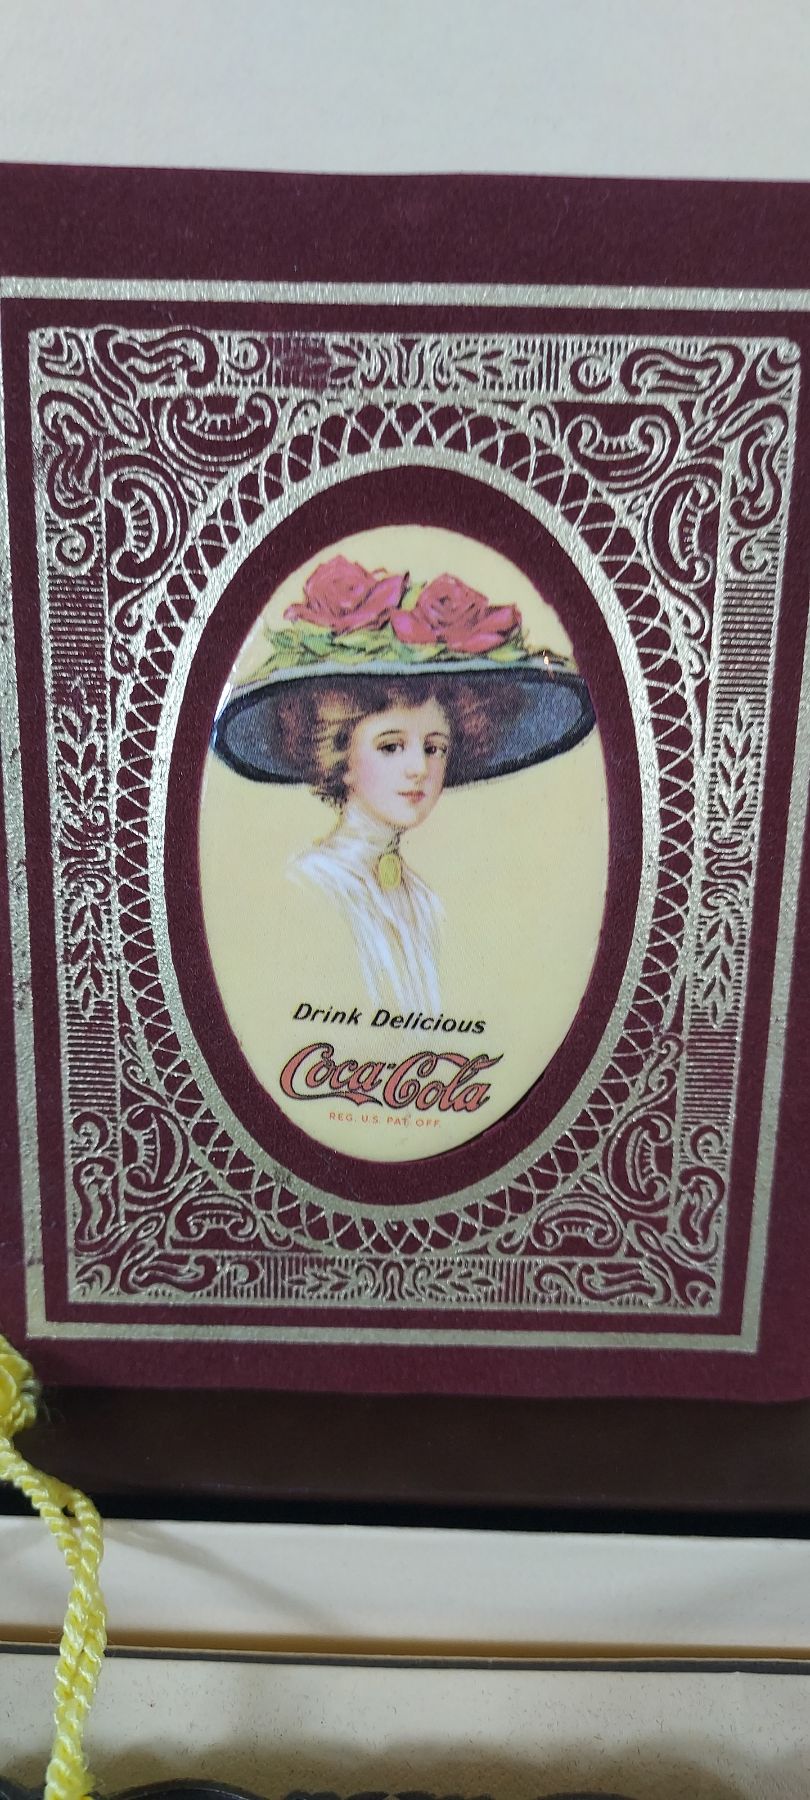 Drink Delicious
Coca-Cola
REG. U.S. PAT. OFF.